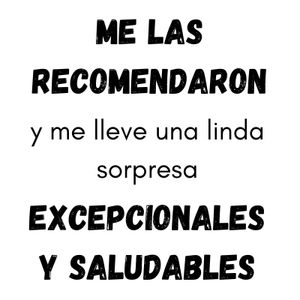 ME LAS
RECOMENDARON
y me lleve una linda
sorpresa
EXCEPCIONALES
Y SALUDABLES